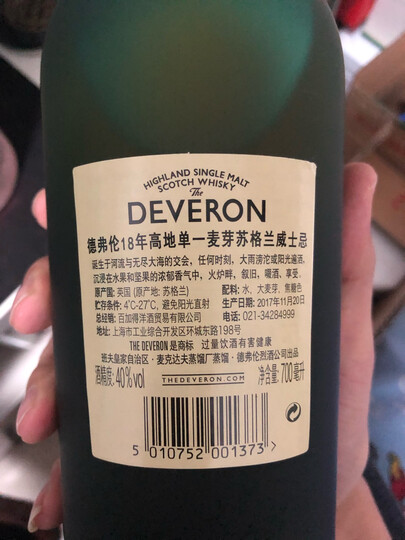 HIGHLAND SINGLE MALT
SCOTCH WHISKY
The
DEVERON
德弗伦18年高地单一麦芽苏格兰威士忌
诞生于河流与无尽大海的交会，任何时刻，大雨滂沱或阳光遍洒，
沉浸在水果和坚果的浓郁香气中，火炉畔，叙旧，啜酒，享受。
原产国: 英国 (原产地: 苏格兰) 配料: 水、大麦芽、焦糖色
贮存条件: 4°C-27°C, 避免阳光直射 生产日期: 2017年11月20日
总经销: 百加得洋酒贸易有限公司 电话: 021-34284999
地址: 上海市工业综合开发区环城东路198号
THE DEVERON是商标 过量饮酒有害健康
班夫皇家自治区·麦克达夫蒸馏厂蒸馏·德弗伦烈酒公司出品
酒精度: 40%vol THEDEVERON.COM 净含量: 700毫升
5 010752 001373 >